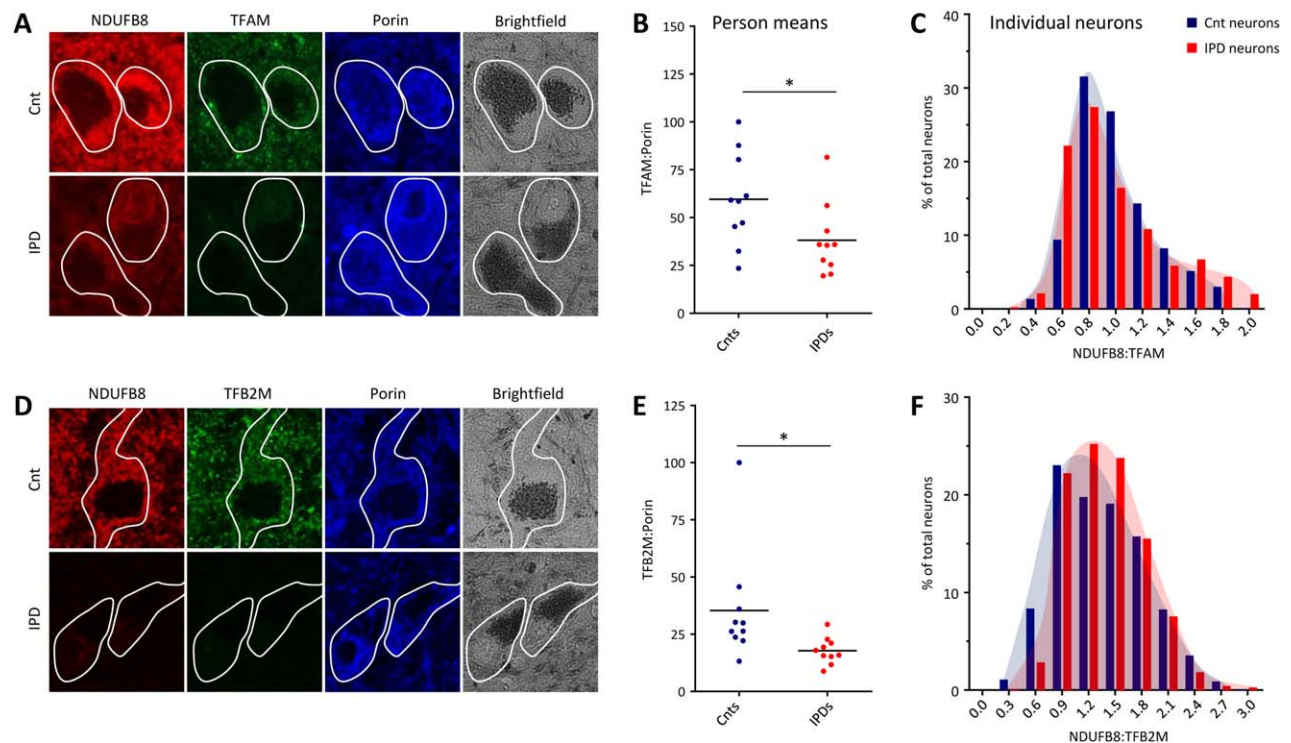 A
NDUFB8
TFAM
Porin
Brightfield
Cnt
IPD
B
Person means
TFAM:Porin
150
125
100
75
50
25
0
*
Cnts
IPDs
C
Individual neurons
Cnt neurons
IPD neurons
% of total neurons
40
30
20
10
0
0.0
0.2
0.4
0.6
0.8
1.0
1.2
1.4
1.6
1.8
2.0
NDUFB8:TFAM
D
NDUFB8
TFB2M
Porin
Brightfield
Cnt
IPD
E
TFB2M:Porin
125
100
75
50
25
0
*
Cnts
IPDs
F
% of total neurons
30
20
10
0
0.0
0.3
0.6
0.9
1.2
1.5
1.8
2.1
2.4
2.7
3.0
NDUFB8:TFB2M